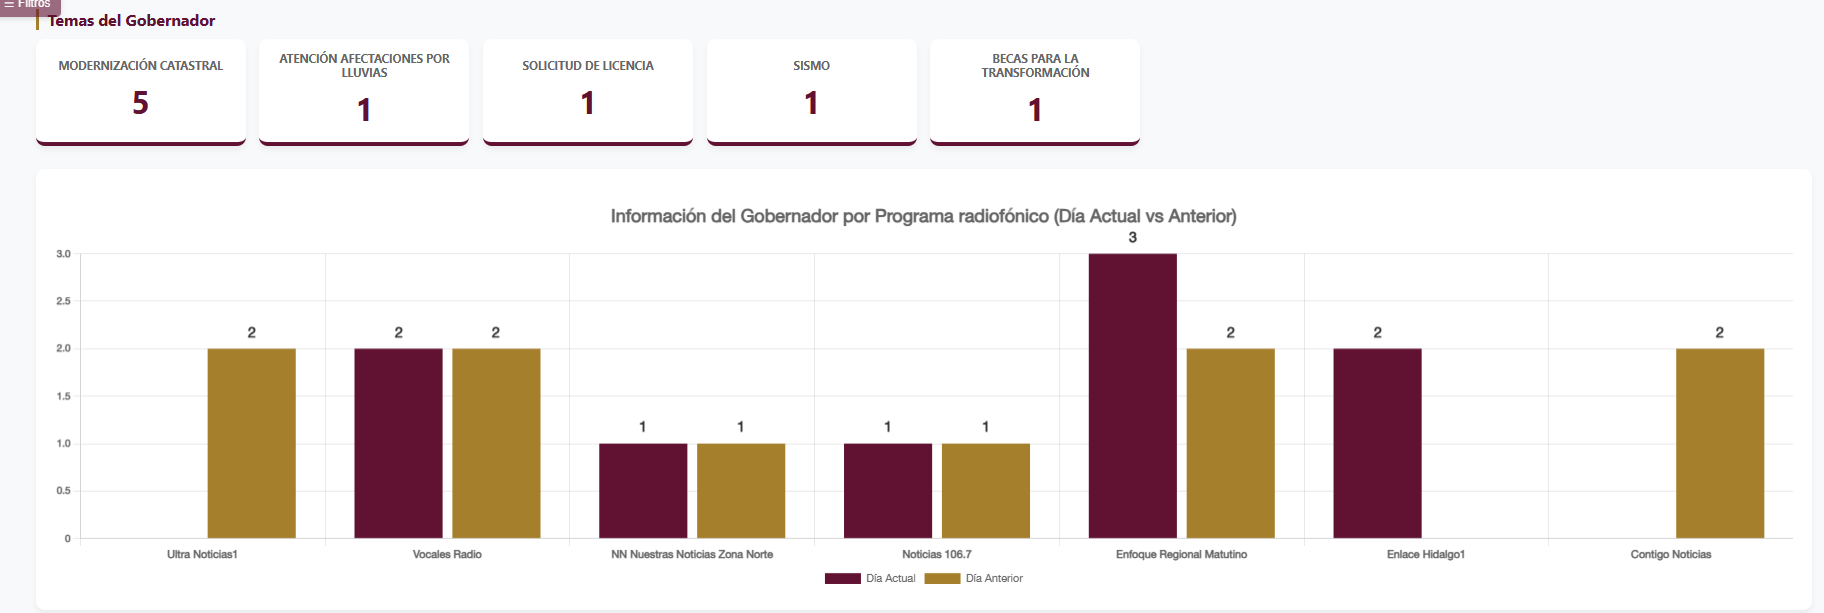 ☰ Filtros
Temas del Gobernador
MODERNIZACIÓN CATASTRAL
5
ATENCIÓN AFECTACIONES POR
LLUVIAS
1
SOLICITUD DE LICENCIA
1
SISMO
1
BECAS PARA LA
TRANSFORMACIÓN
1
Información del Gobernador por Programa radiofónico (Día Actual vs Anterior)
3.0
2.5
2.0
1.5
1.0
0.5
0
2
2
2
1
1
1
1
3
2
2
2
Ultra Noticias1
Vocales Radio
NN Nuestras Noticias Zona Norte
Noticias 106.7
Enfoque Regional Matutino
Enlace Hidalgo1
Contigo Noticias
Día Actual
Día Anterior